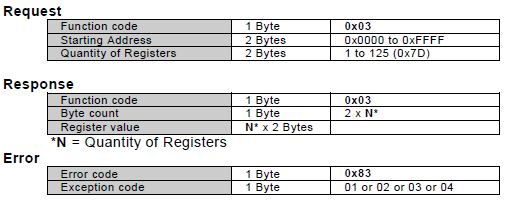 Request
Function code 1 Byte 0x03
Starting Address 2 Bytes 0x0000 to 0xFFFF
Quantity of Registers 2 Bytes 1 to 125 (0x7D)
Response
Function code 1 Byte 0x03
Byte count 1 Byte 2 x N*
Register value N* x 2 Bytes
*N = Quantity of Registers
Error
Error code 1 Byte 0x83
Exception code 1 Byte 01 or 02 or 03 or 04